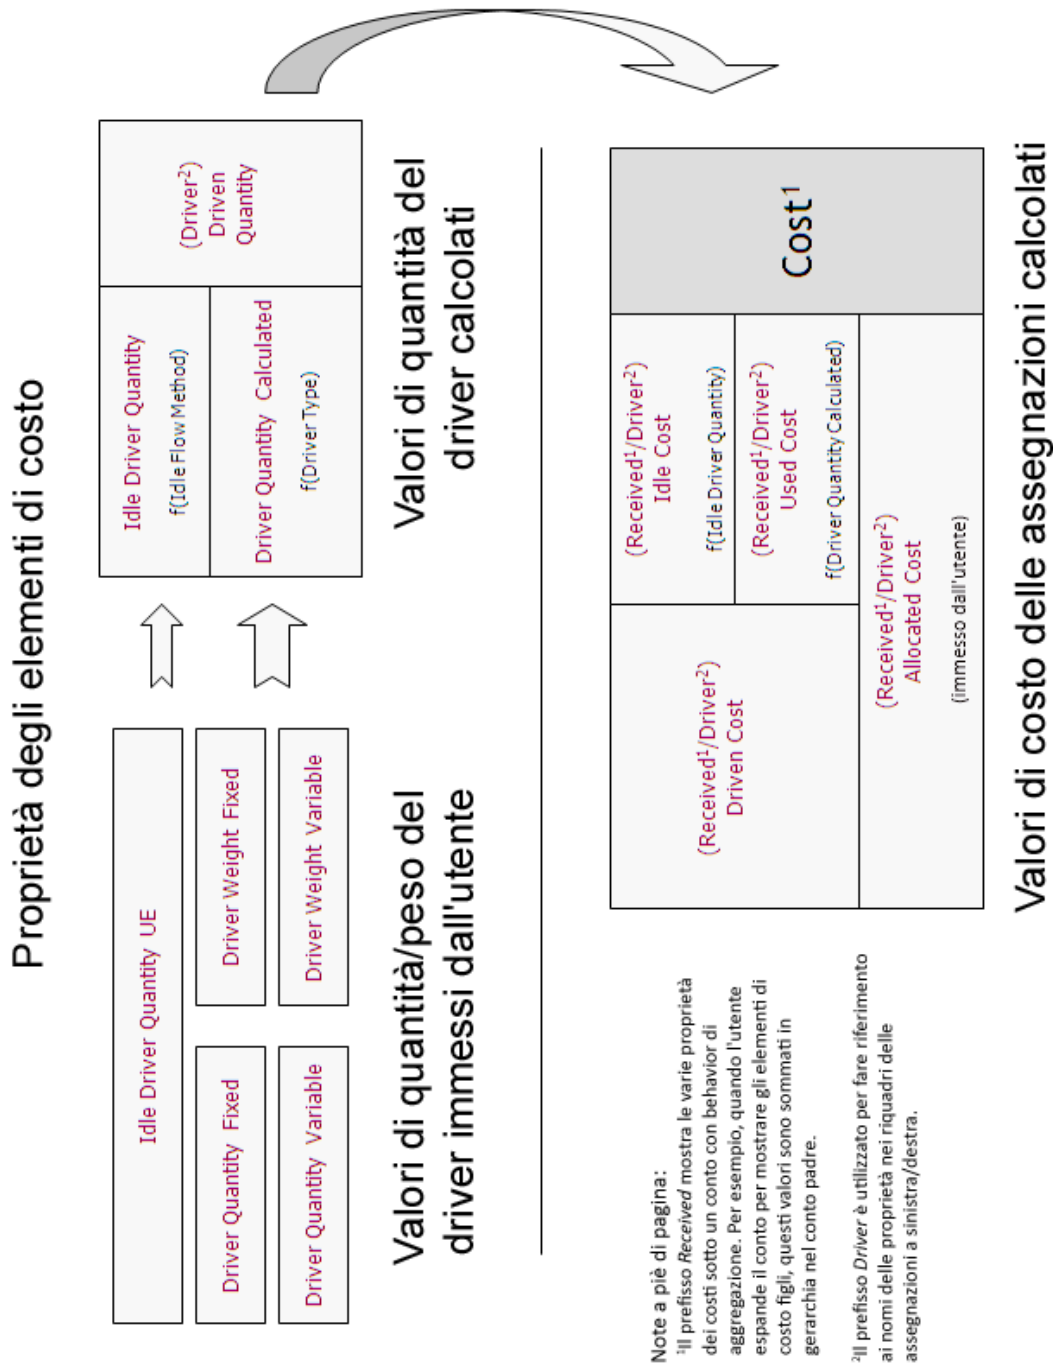 Proprietà degli elementi di costo
Idle Driver Quantity UE
Driver Quantity Fixed
Driver Weight Fixed
Driver Quantity Variable
Driver Weight Variable
Valori di quantità/peso del
driver immessi dall'utente
Idle Driver Quantity
f(Idle Flow Method)
Driver Quantity Calculated
f(Driver Type)
(Driver²)
Driven
Quantity
Valori di quantità del
driver calcolati
Note a piè di pagina:
¹Il prefisso Received mostra le varie proprietà
dei costi sotto un conto con behavior di
aggregazione. Per esempio, quando l'utente
espande il conto per mostrare gli elementi di
costo figli, questi valori sono sommati in
gerarchia nel conto padre.
²Il prefisso Driver è utilizzato per fare riferimento
ai nomi delle proprietà nei riquadri delle
assegnazioni a sinistra/destra.
(Received¹/Driver²)
Driven Cost
(Received¹/Driver²)
Idle Cost
f(Idle Driver Quantity)
(Received¹/Driver²)
Used Cost
f(Driver Quantity Calculated)
(Received¹/Driver²)
Allocated Cost
(immesso dall'utente)
Cost¹
Valori di costo delle assegnazioni calcolati